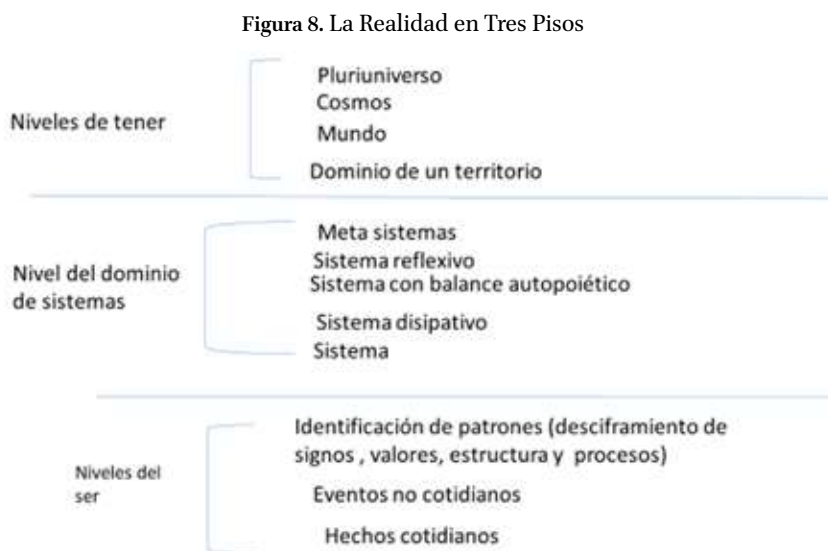 Figura 8. La Realidad en Tres Pisos
Niveles de tener
Pluriuniverso
Cosmos
Mundo
Dominio de un territorio
Nivel del dominio
de sistemas
Meta sistemas
Sistema reflexivo
Sistema con balance autopoiético
Sistema disipativo
Sistema
Niveles del
ser
Identificación de patrones (desciframiento de
signos , valores, estructura y procesos)
Eventos no cotidianos
Hechos cotidianos